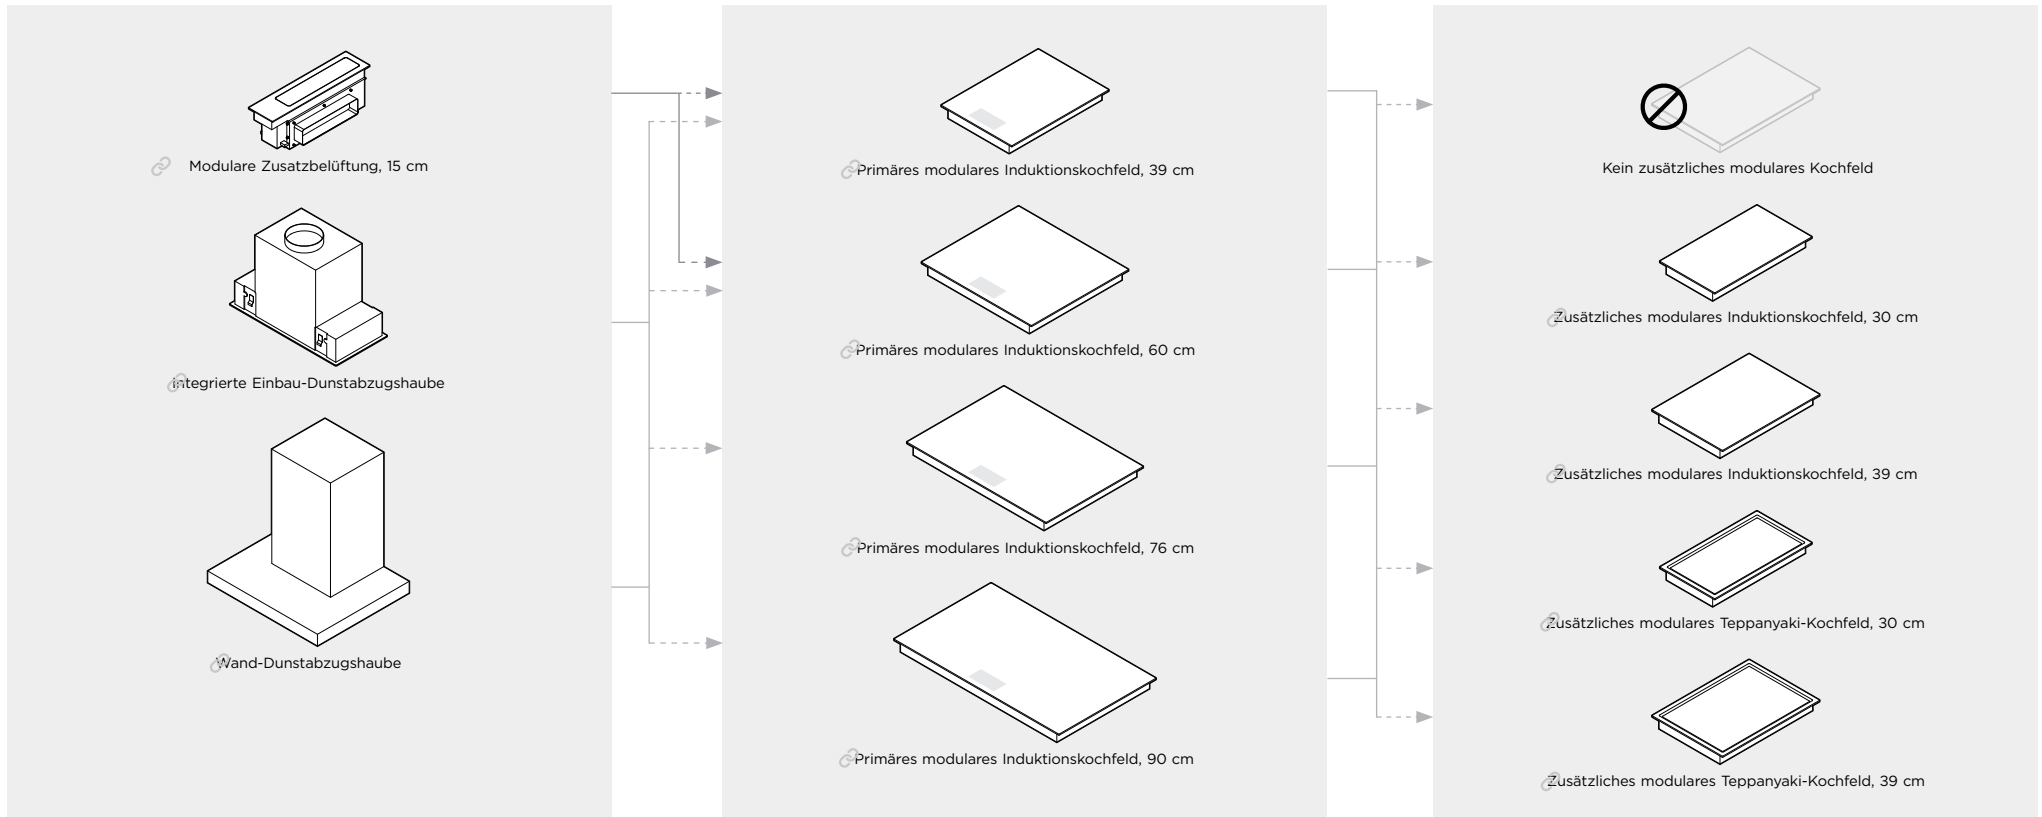 Modulare Zusatzbelüftung, 15 cm
integrierte Einbau-Dunstabzugshaube
Wand-Dunstabzugshaube
Primäres modulares Induktionskochfeld, 39 cm
Primäres modulares Induktionskochfeld, 60 cm
Primäres modulares Induktionskochfeld, 76 cm
Primäres modulares Induktionskochfeld, 90 cm
Kein zusätzliches modulares Kochfeld
Zusätzliches modulares Induktionskochfeld, 30 cm
Zusätzliches modulares Induktionskochfeld, 39 cm
Zusätzliches modulares Teppanyaki-Kochfeld, 30 cm
Zusätzliches modulares Teppanyaki-Kochfeld, 39 cm